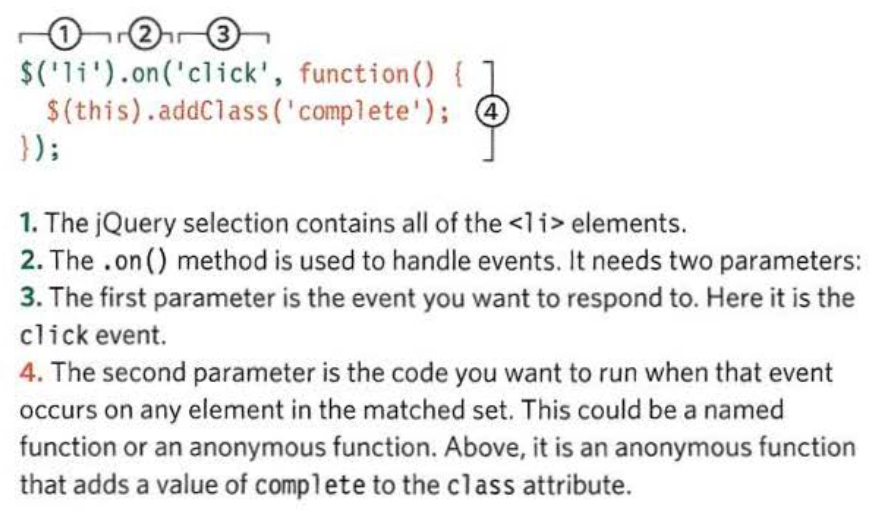 1 2 3
$('li').on('click', function() {
$(this).addClass('complete'); 4
});
1. The jQuery selection contains all of the <li> elements.
2. The .on() method is used to handle events. It needs two parameters:
3. The first parameter is the event you want to respond to. Here it is the
click event.
4. The second parameter is the code you want to run when that event
occurs on any element in the matched set. This could be a named
function or an anonymous function. Above, it is an anonymous function
that adds a value of complete to the class attribute.